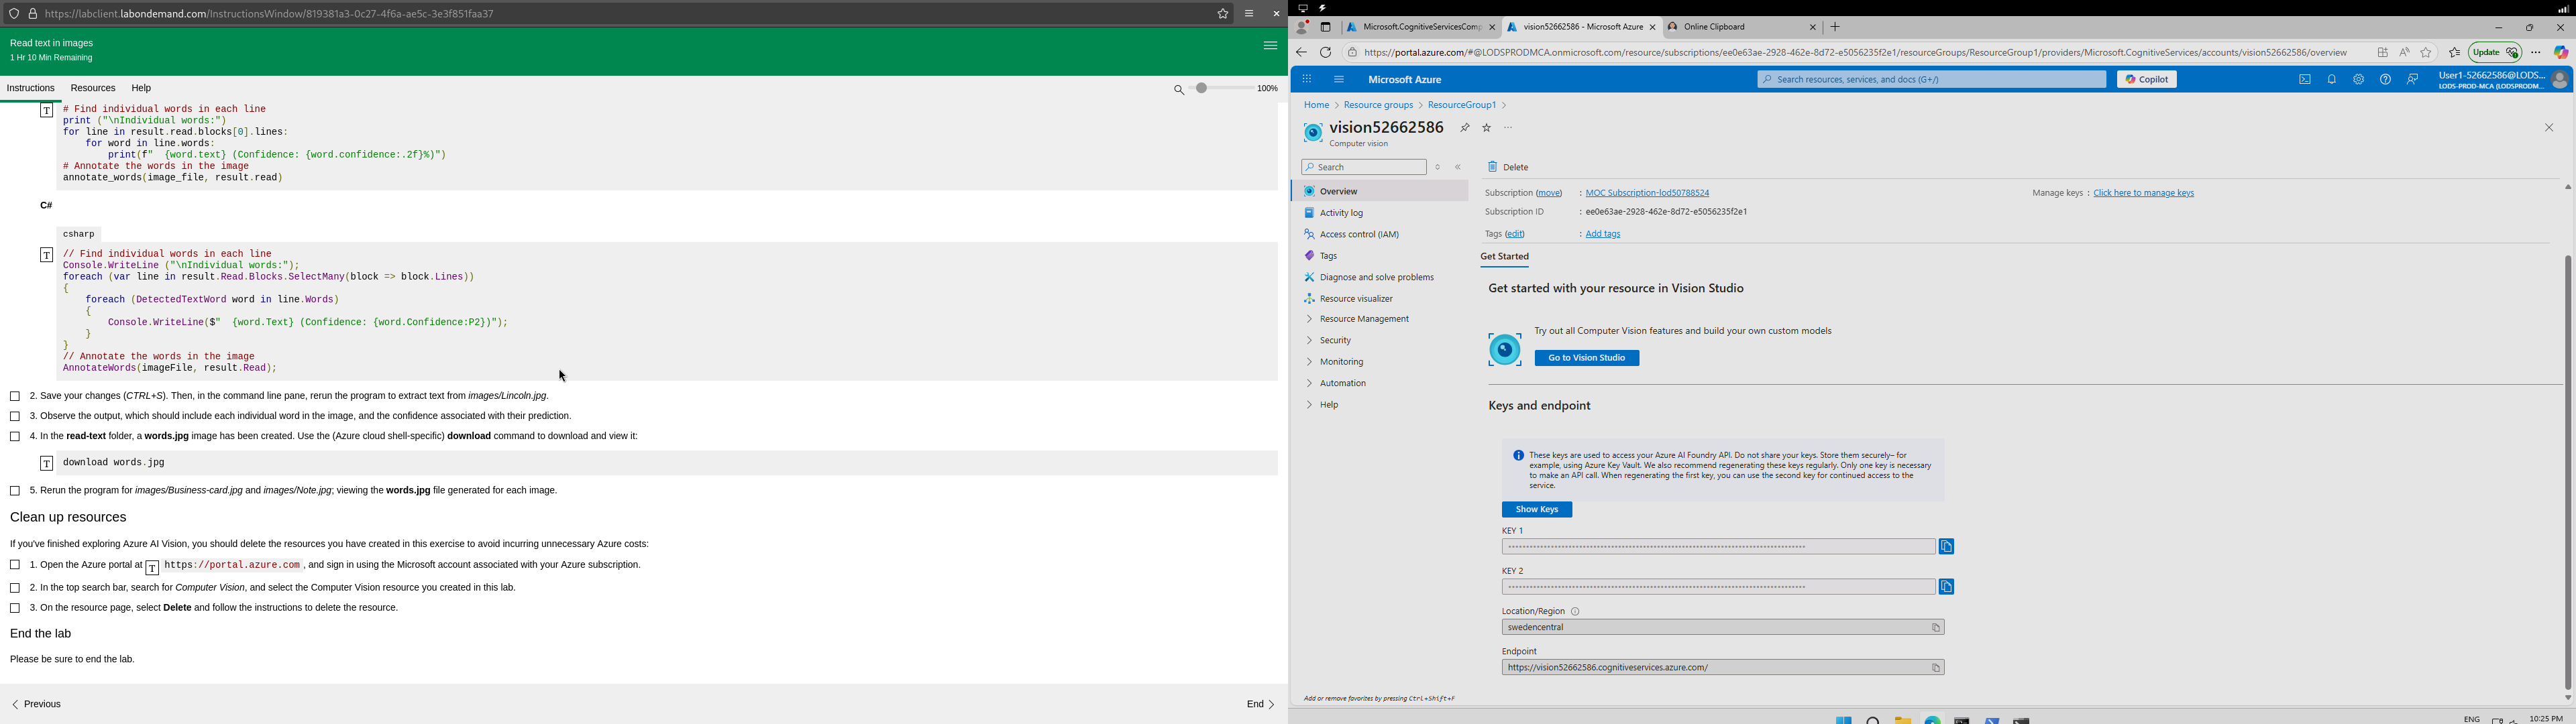 https://labclient.labondemand.com/InstructionsWindow/819381a3-0c27-4f6a-ae5c-3e3f851faa37
Read text in images
1 Hr 10 Min Remaining
Instructions Resources Help
100%
T
# Find individual words in each line
print ("\nIndividual words:")
for line in result.read.blocks[0].lines:
    for word in line.words:
        print(f"  {word.text} (Confidence: {word.confidence:.2f}%)")
# Annotate the words in the image
annotate_words(image_file, result.read)
C#
csharp
T
// Find individual words in each line
Console.WriteLine ("\nIndividual words:");
foreach (var line in result.Read.Blocks.SelectMany(block => block.Lines))
{
    foreach (DetectedTextWord word in line.Words)
    {
        Console.WriteLine($"  {word.Text} (Confidence: {word.Confidence:P2})");
    }
}
// Annotate the words in the image
AnnotateWords(imageFile, result.Read);
2. Save your changes (CTRL+S). Then, in the command line pane, rerun the program to extract text from images/Lincoln.jpg.
3. Observe the output, which should include each individual word in the image, and the confidence associated with their prediction.
4. In the read-text folder, a words.jpg image has been created. Use the (Azure cloud shell-specific) download command to download and view it:
T download words.jpg
5. Rerun the program for images/Business-card.jpg and images/Note.jpg; viewing the words.jpg file generated for each image.
Clean up resources
If you've finished exploring Azure AI Vision, you should delete the resources you have created in this exercise to avoid incurring unnecessary Azure costs:
1. Open the Azure portal at T https://portal.azure.com , and sign in using the Microsoft account associated with your Azure subscription.
2. In the top search bar, search for Computer Vision, and select the Computer Vision resource you created in this lab.
3. On the resource page, select Delete and follow the instructions to delete the resource.
End the lab
Please be sure to end the lab.
Previous
End
Microsoft.CognitiveServicesComp
vision52662586 - Microsoft Azure
Online Clipboard
https://portal.azure.com/#@LODSPRODMCA.onmicrosoft.com/resource/subscriptions/ee0e63ae-2928-462e-8d72-e5056235f2e1/resourceGroups/ResourceGroup1/providers/Microsoft.CognitiveServices/accounts/vision52662586/overview
Update
Microsoft Azure
Search resources, services, and docs (G+/)
Copilot
User1-52662586@LODS...
LODS-PROD-MCA (LODSPRODM...
Home > Resource groups > ResourceGroup1 >
vision52662586
Computer vision
Search
Delete
Overview
Activity log
Access control (IAM)
Tags
Diagnose and solve problems
Resource visualizer
Resource Management
Security
Monitoring
Automation
Help
Subscription (move) : MOC Subscription-lod50788524
Subscription ID : ee0e63ae-2928-462e-8d72-e5056235f2e1
Tags (edit) : Add tags
Manage keys : Click here to manage keys
Get Started
Get started with your resource in Vision Studio
Try out all Computer Vision features and build your own custom models
Go to Vision Studio
Keys and endpoint
These keys are used to access your Azure AI Foundry API. Do not share your keys. Store them securely– for
example, using Azure Key Vault. We also recommend regenerating these keys regularly. Only one key is necessary
to make an API call. When regenerating the first key, you can use the second key for continued access to the
service.
Show Keys
KEY 1
KEY 2
Location/Region
swedencentral
Endpoint
https://vision52662586.cognitiveservices.azure.com/
Add or remove favorites by pressing Ctrl+Shift+F
ENG
10:25 PM